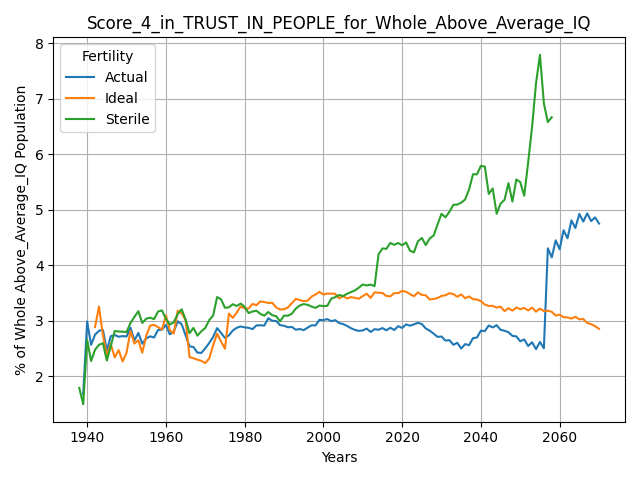 Score_4_in_TRUST_IN_PEOPLE_for_Whole_Above_Average_IQ
Fertility
Actual
Ideal
Sterile
% of Whole Above_Average_IQ Population
8
7
6
5
4
3
2
1940
1960
1980
2000
2020
2040
2060
Years